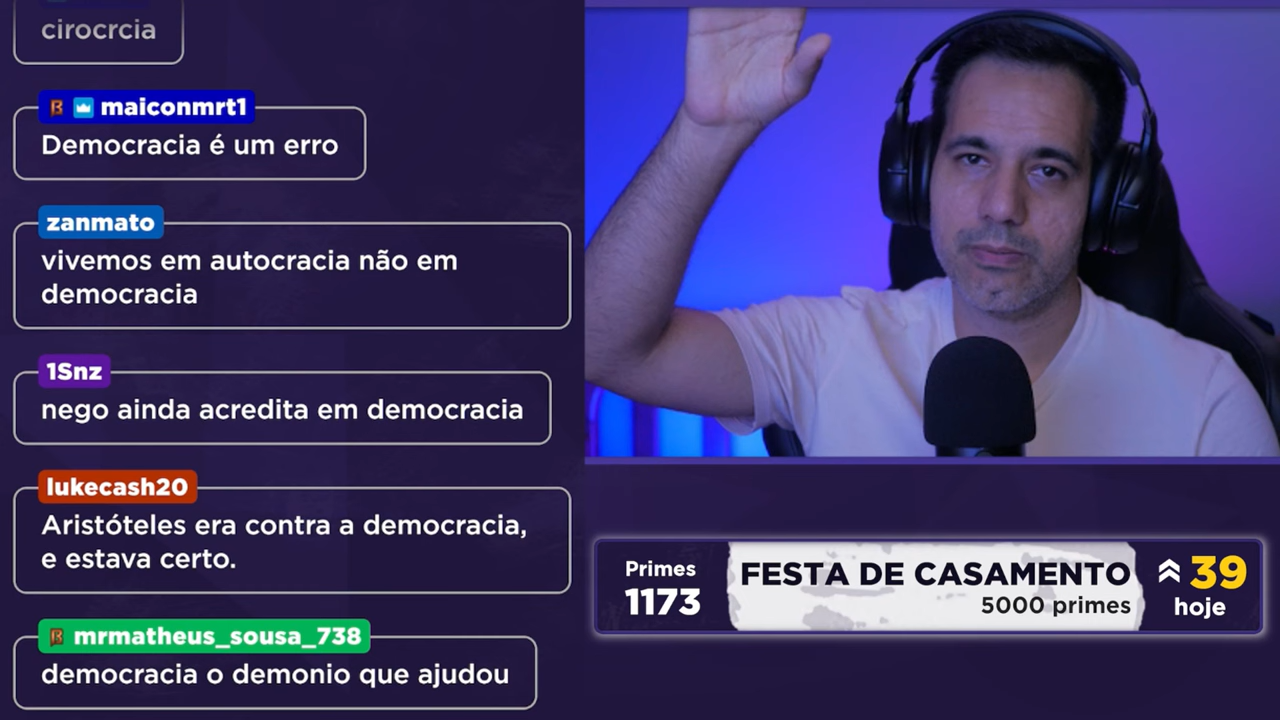 cirocrcia
maiconmrt1
Democracia é um erro
zanmato
vivemos em autocracia não em
democracia
1Snz
nego ainda acredita em democracia
lukecash20
Aristóteles era contra a democracia,
e estava certo.
mrmatheus_sousa_738
democracia o demonio que ajudou
Primes
1173
FESTA DE CASAMENTO
5000 primes
39
hoje